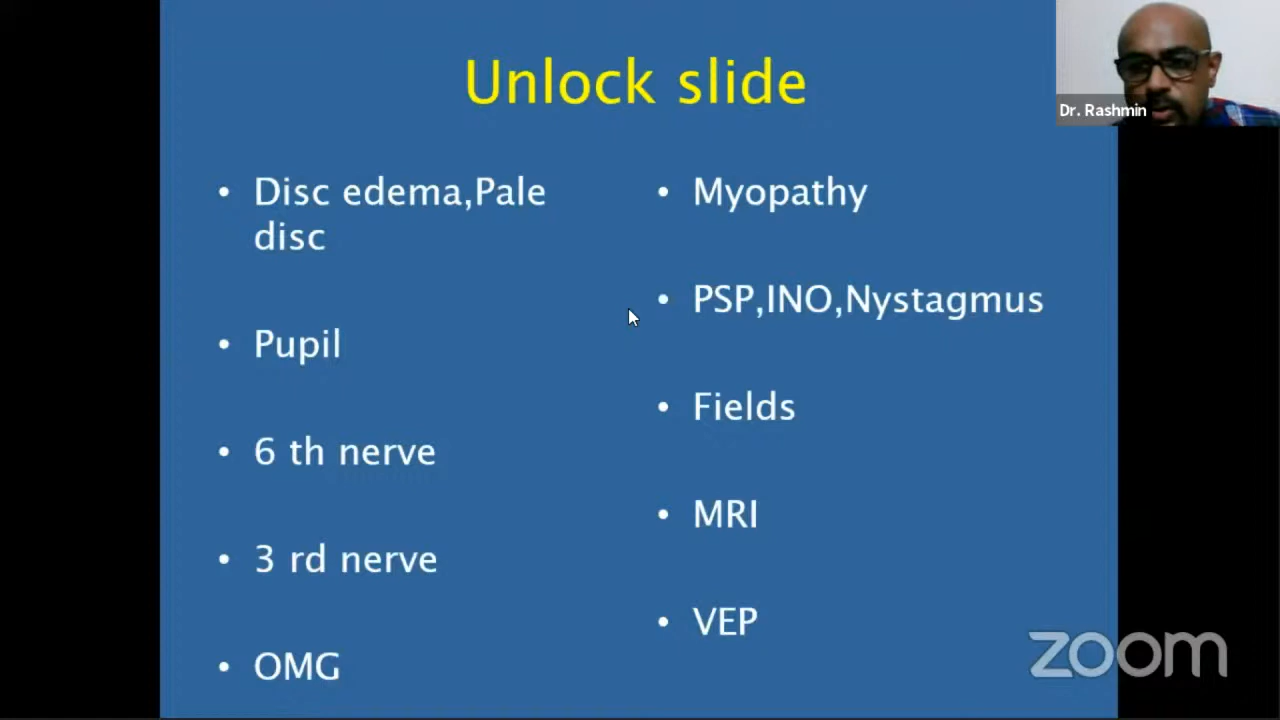 Unlock slide
Dr. Rashmin
• Disc edema,Pale
disc
• Pupil
• 6 th nerve
• 3 rd nerve
• OMG
• Myopathy
• PSP,INO,Nystagmus
• Fields
• MRI
• VEP
zoom